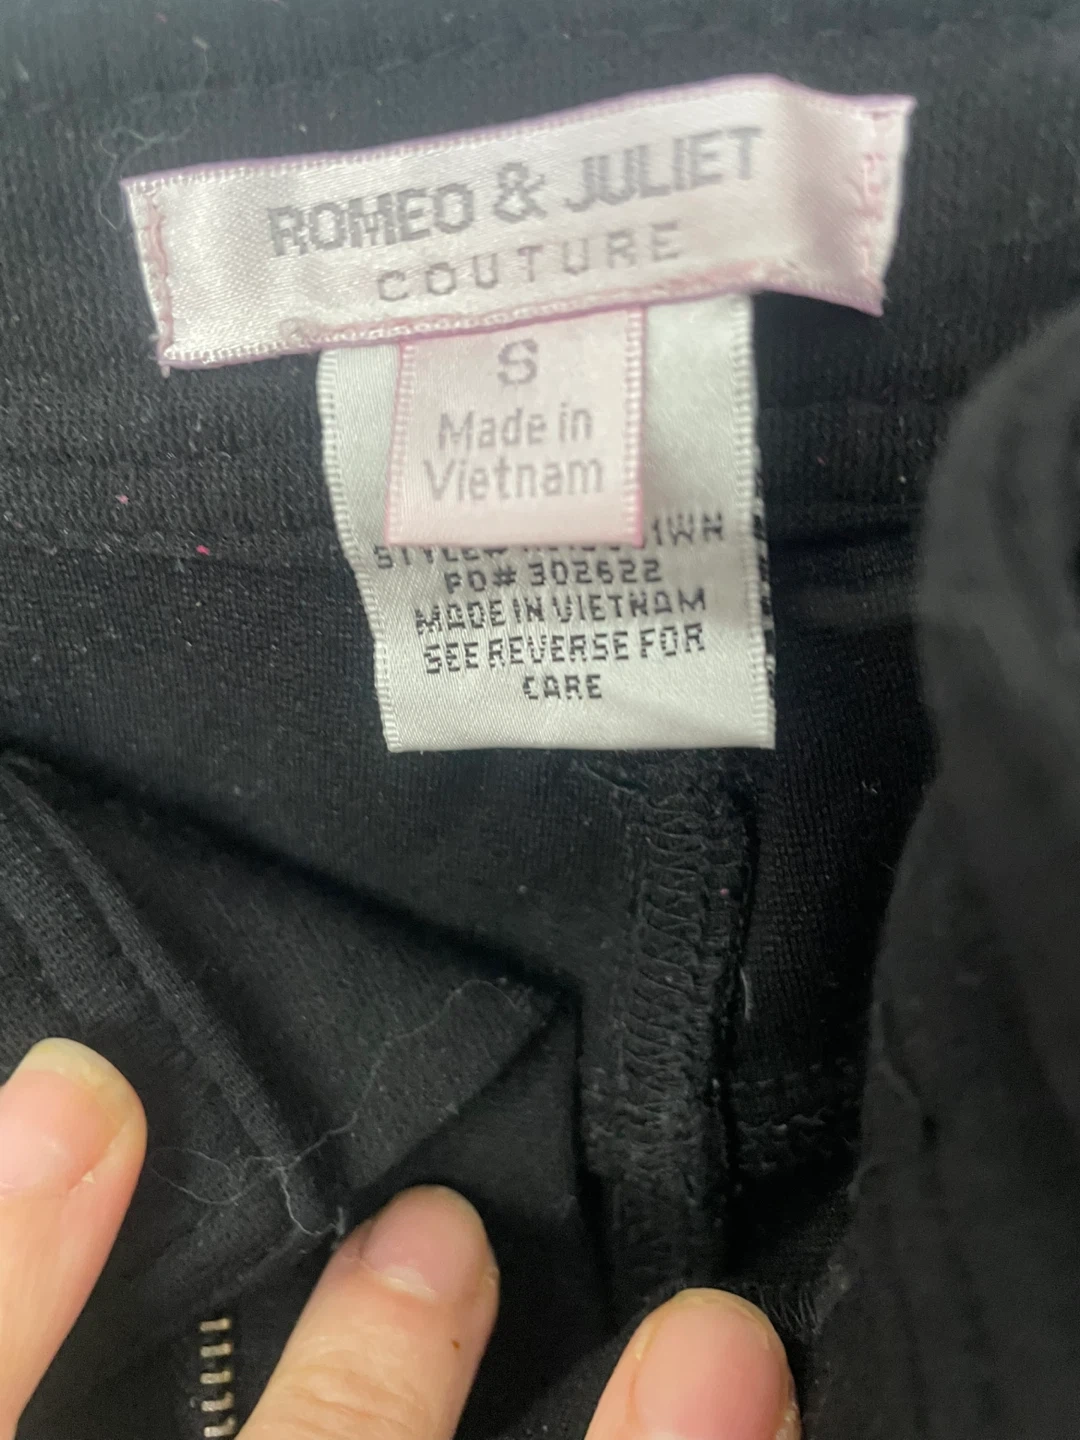 ROMEO & JULIET
COUTURE
S
Made in
Vietnam
PO# 302622
MADE IN VIETNAM
SEE REVERSE FOR
CARE